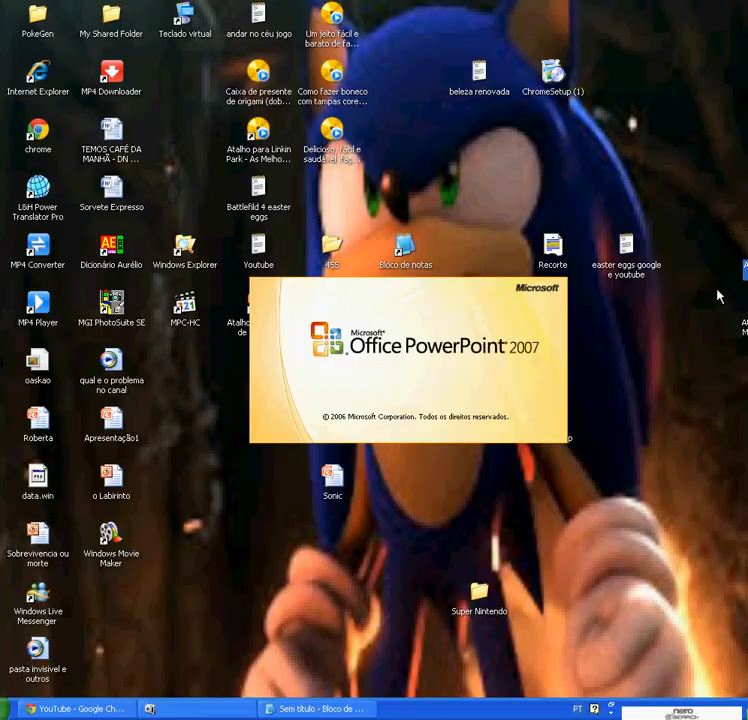 PokeGen
My Shared Folder
Teclado virtual
andar no céu jogo
Um jeito fácil e
barato de fa...
Internet Explorer
MP4 Downloader
Caixa de presente
de origami (dob...
Como fazer boneco
com tampas core...
beleza renovada
ChromeSetup (1)
chrome
TEMOS CAFÉ DA
MANHÃ - DN ...
Atalho para Linkin
Park - As Melho...
Delicioso, fácil e
saudável (faç...
L&H Power
Translator Pro
Sorvete Expresso
Battlefild 4 easter
eggs
MP4 Converter
Dicionário Aurélio
Windows Explorer
Youtube
455
Bloco de notas
Recorte
easter eggs google
e youtube
MP4 Player
MGI PhotoSuite SE
MPC-HC
Microsoft
Microsoft®
Office PowerPoint® 2007
© 2006 Microsoft Corporation. Todos os direitos reservados.
oaskao
qual e o problema
no canal
Roberta
Apresentação1
data.win
o Labirinto
Sonic
Sobrevivencia ou
morte
Windows Movie
Maker
Windows Live
Messenger
Super Nintendo
pasta invisivel e
outros
YouTube - Google Ch...
Sem título - Bloco de ...
PT
nero
SEARCH